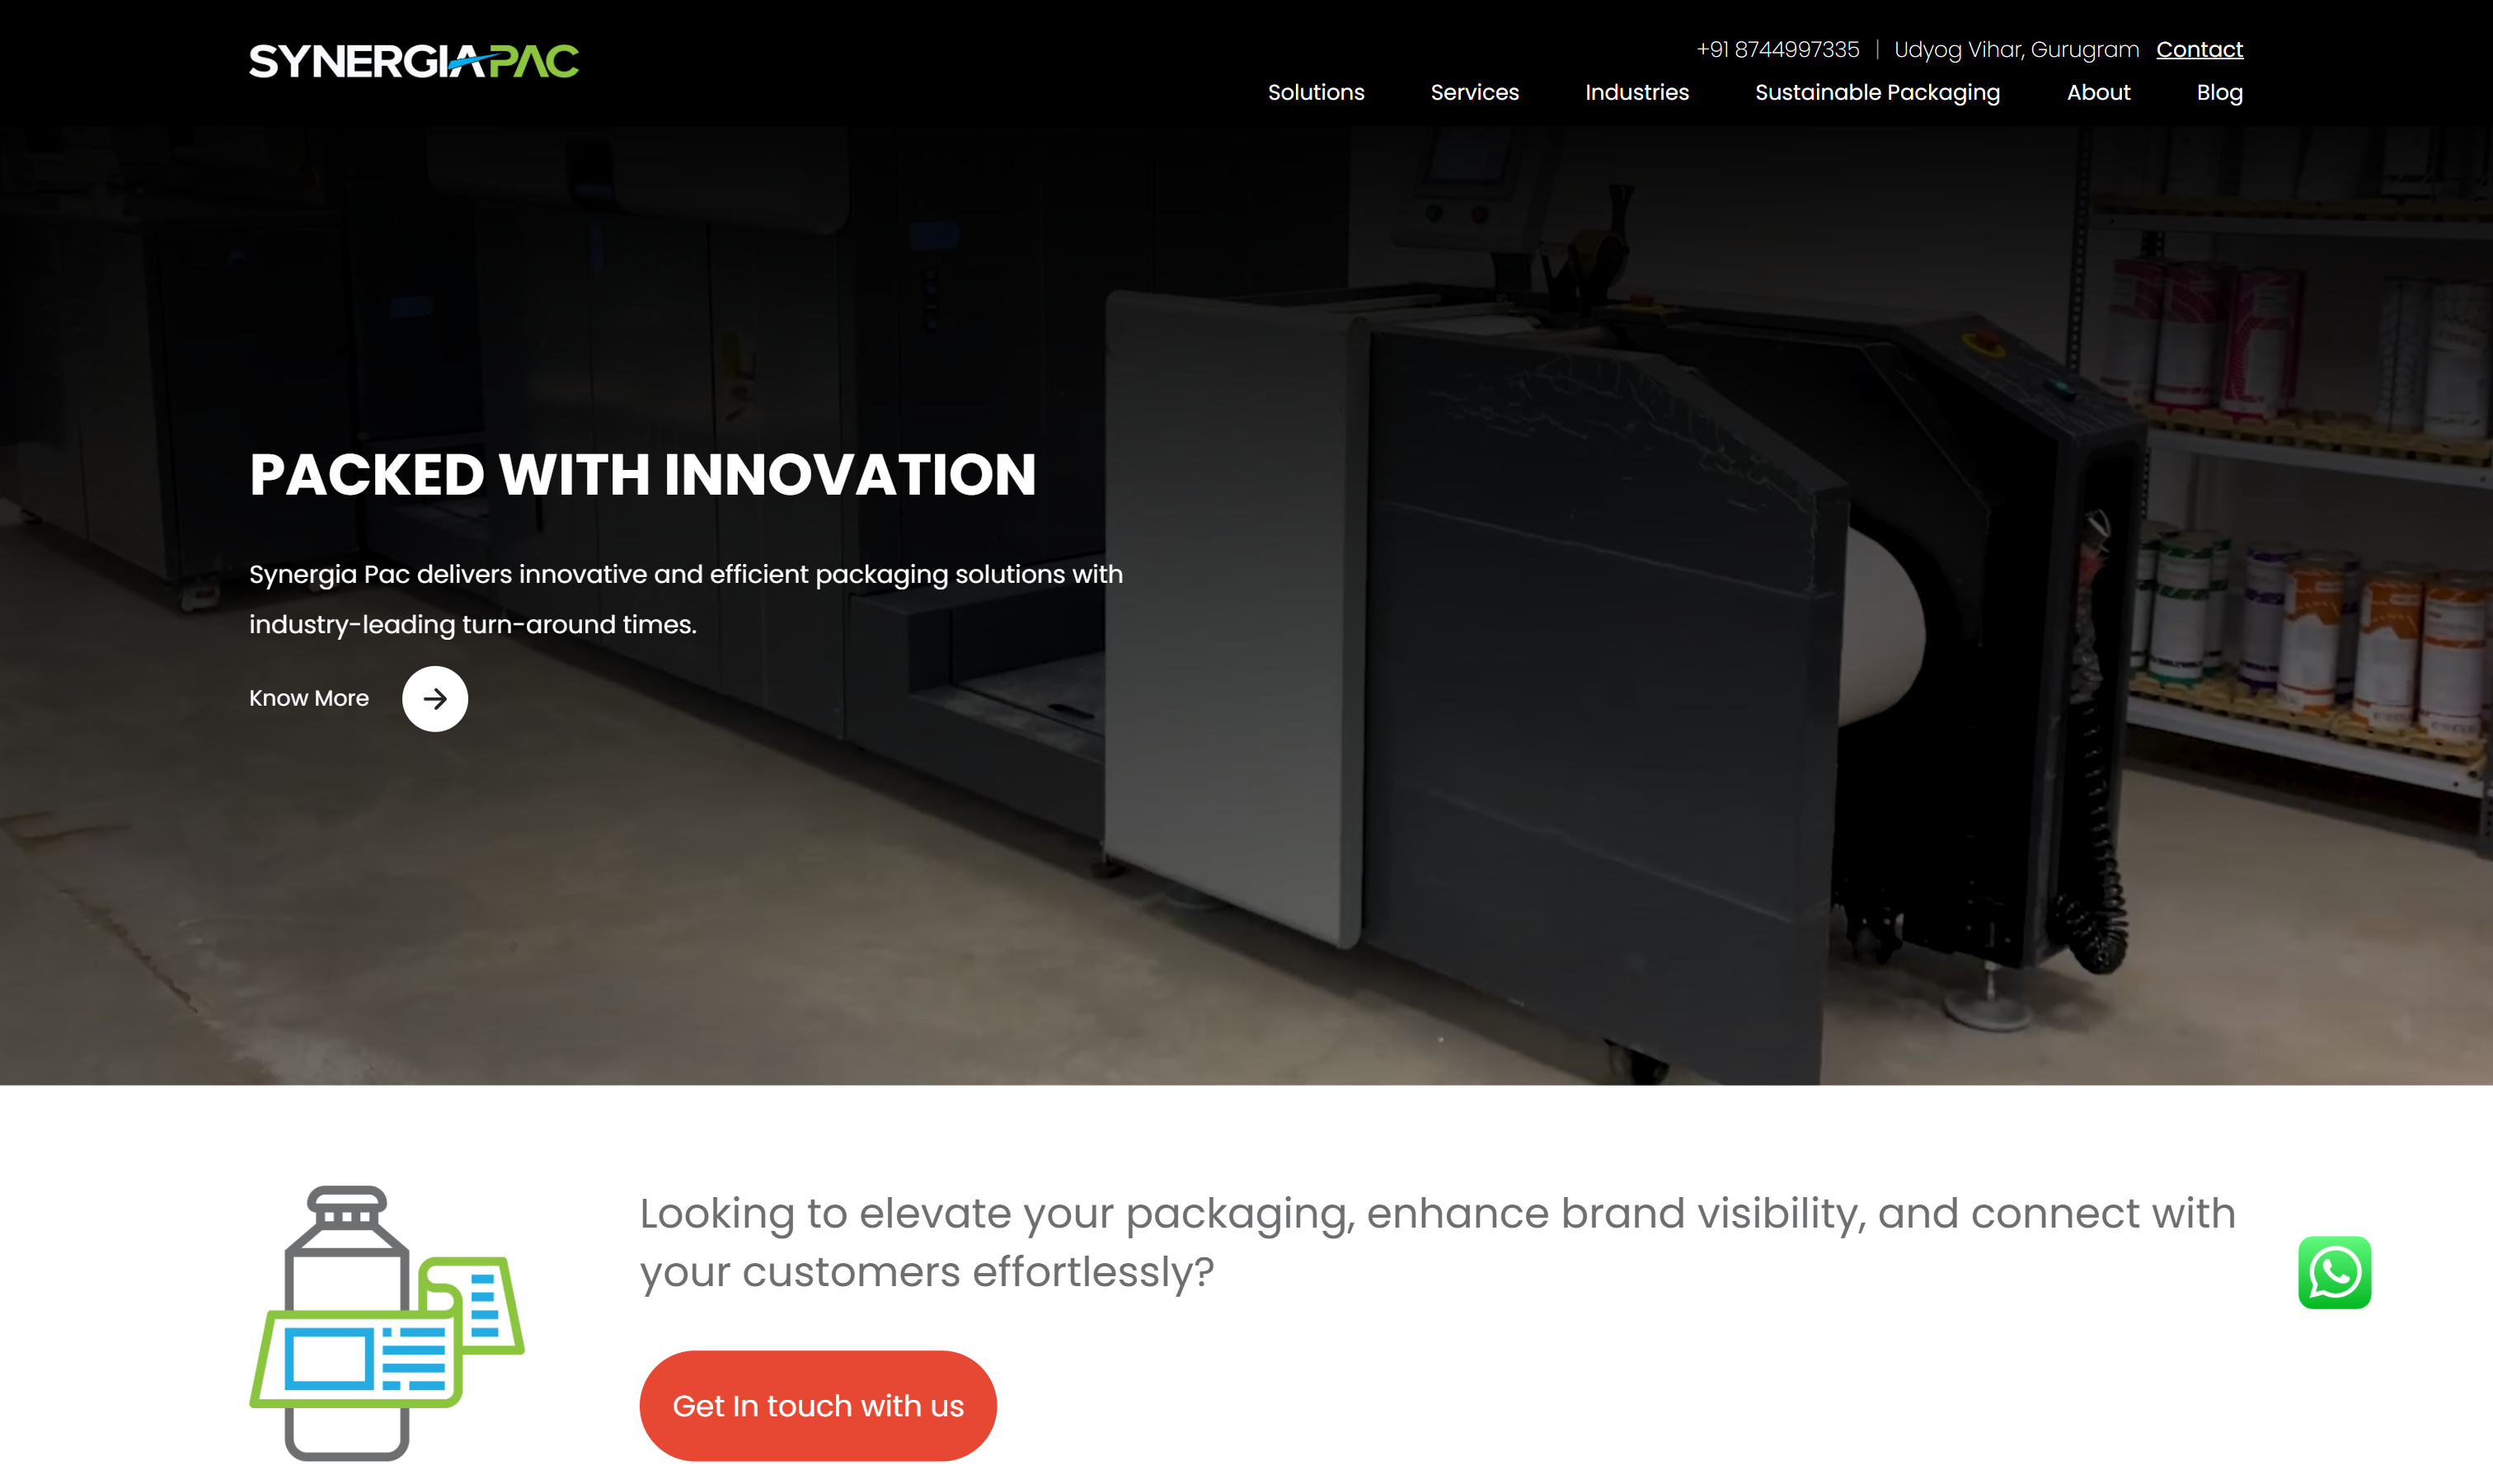 SYNERGIAPAC
+91 8744997335 | Udyog Vihar, Gurugram Contact
Solutions Services Industries Sustainable Packaging About Blog
PACKED WITH INNOVATION
Synergia Pac delivers innovative and efficient packaging solutions with
industry-leading turn-around times.
Know More
Looking to elevate your packaging, enhance brand visibility, and connect with
your customers effortlessly?
Get In touch with us